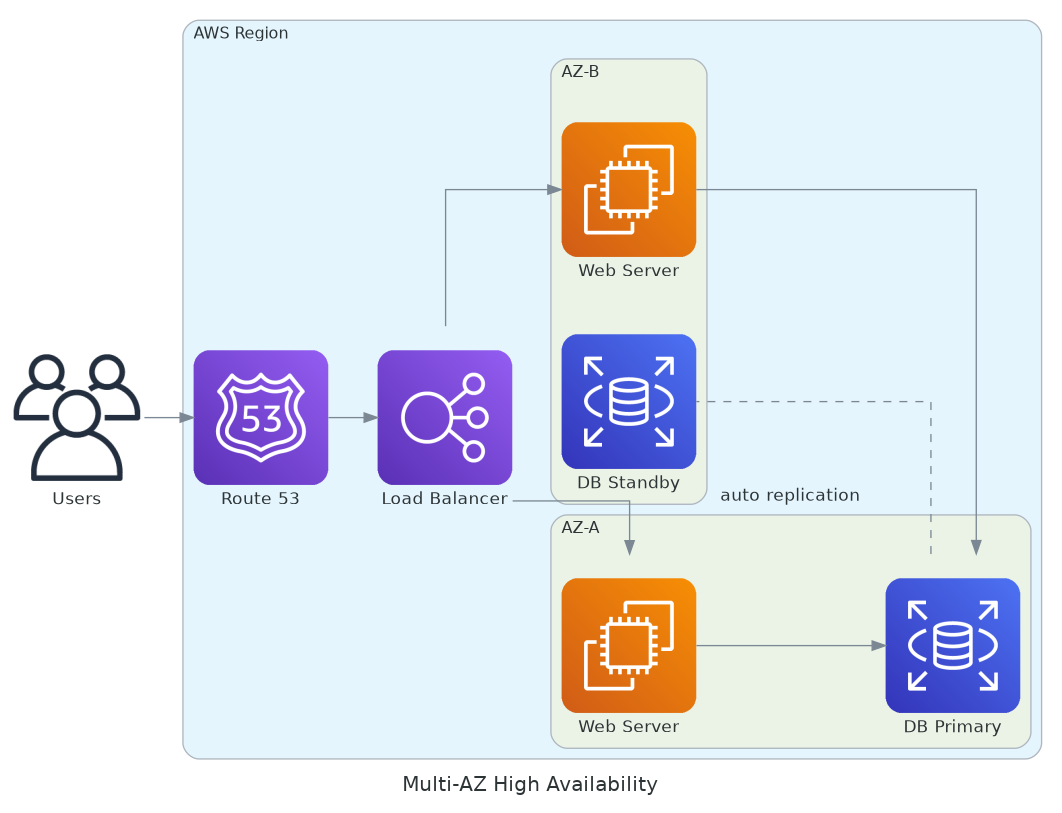 AWS Region
AZ-B
Web Server
53
DB Standby
Users
Route 53
Load Balancer
auto replication
AZ-A
Web Server
DB Primary
Multi-AZ High Availability